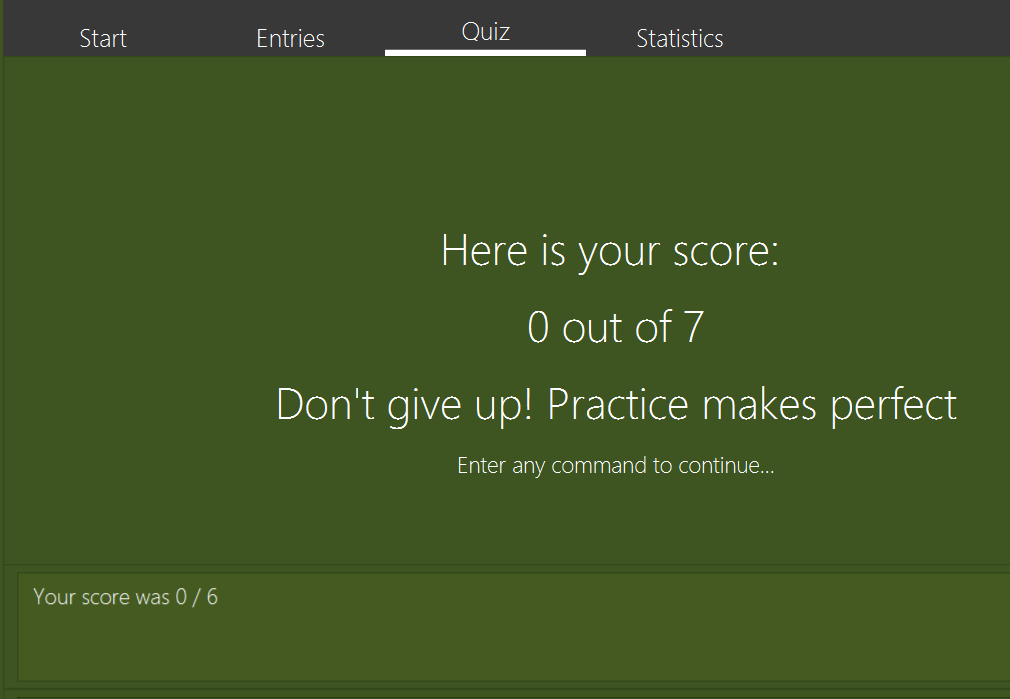 Start Entries Quiz Statistics
Here is your score:
0 out of 7
Don't give up! Practice makes perfect
Enter any command to continue...
Your score was 0 / 6